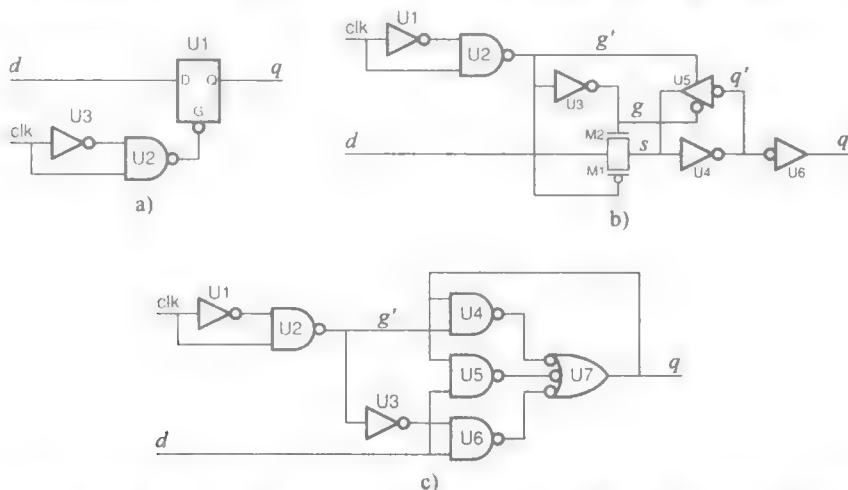 U1
d
D
Q
q
G
U3
clk
U2
a)
clk
U1
U2
g'
U5
q'
U3
g
M2
d
s
M1
U4
U6
q
b)
clk
U1
U2
g'
U4
U5
U7
q
U3
U6
d
c)